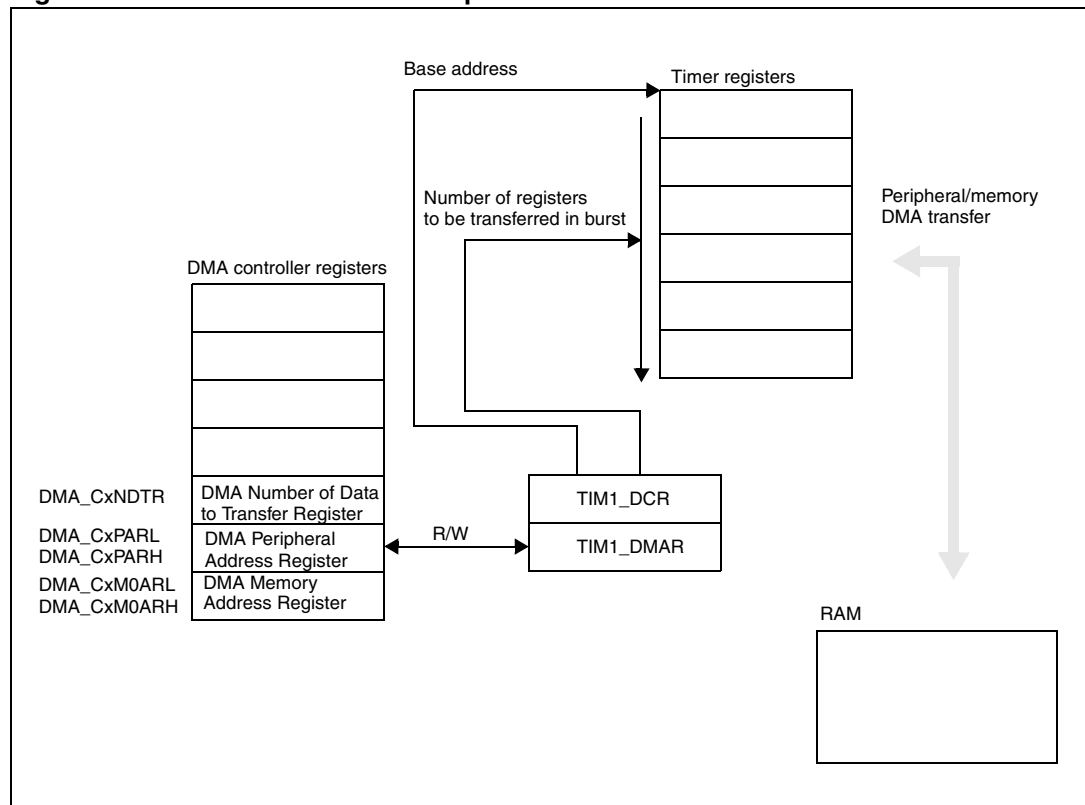 Base address
Timer registers
Number of registers
to be transferred in burst
Peripheral/memory
DMA transfer
DMA controller registers
DMA_CxNDTR
DMA Number of Data
to Transfer Register
TIM1_DCR
DMA_CxPARL
DMA_CxPARH
DMA Peripheral
Address Register
R/W
TIM1_DMAR
DMA_CxM0ARL
DMA_CxM0ARH
DMA Memory
Address Register
RAM